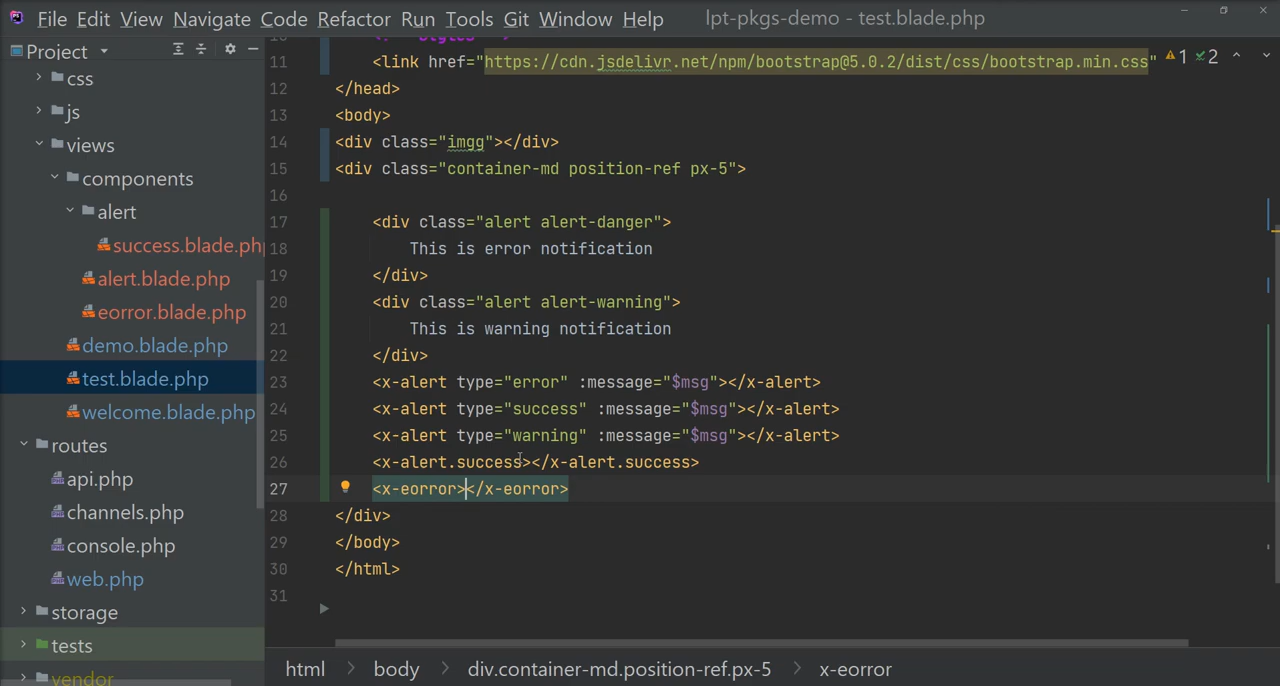 File Edit View Navigate Code Refactor Run Tools Git Window Help lpt-pkgs-demo - test.blade.php
Project
css
js
views
components
alert
success.blade.php
alert.blade.php
eorror.blade.php
demo.blade.php
test.blade.php
welcome.blade.php
routes
api.php
channels.php
console.php
web.php
storage
tests
vendor
1 2
11 <link href="https://cdn.jsdelivr.net/npm/bootstrap@5.0.2/dist/css/bootstrap.min.css"
12 </head>
13 <body>
14 <div class="imgg"></div>
15 <div class="container-md position-ref px-5">
16
17 <div class="alert alert-danger">
18 This is error notification
19 </div>
20 <div class="alert alert-warning">
21 This is warning notification
22 </div>
23 <x-alert type="error" :message="$msg"></x-alert>
24 <x-alert type="success" :message="$msg"></x-alert>
25 <x-alert type="warning" :message="$msg"></x-alert>
26 <x-alert.success></x-alert.success>
27 <x-eorror></x-eorror>
28 </div>
29 </body>
30 </html>
31
html body div.container-md.position-ref.px-5 x-eorror